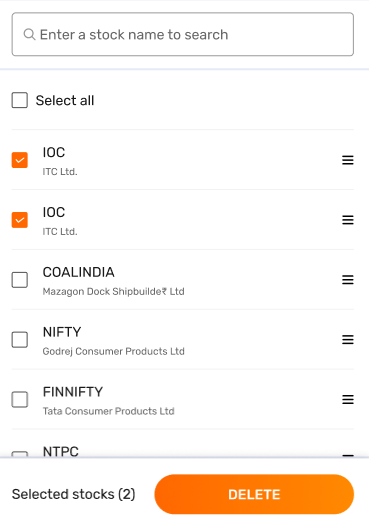 Enter a stock name to search
Select all
IOC
ITC Ltd.
IOC
ITC Ltd.
COALINDIA
Mazagon Dock Shipbuilde₹ Ltd
NIFTY
Godrej Consumer Products Ltd
FINNIFTY
Tata Consumer Products Ltd
NTPC
Selected stocks (2)
DELETE